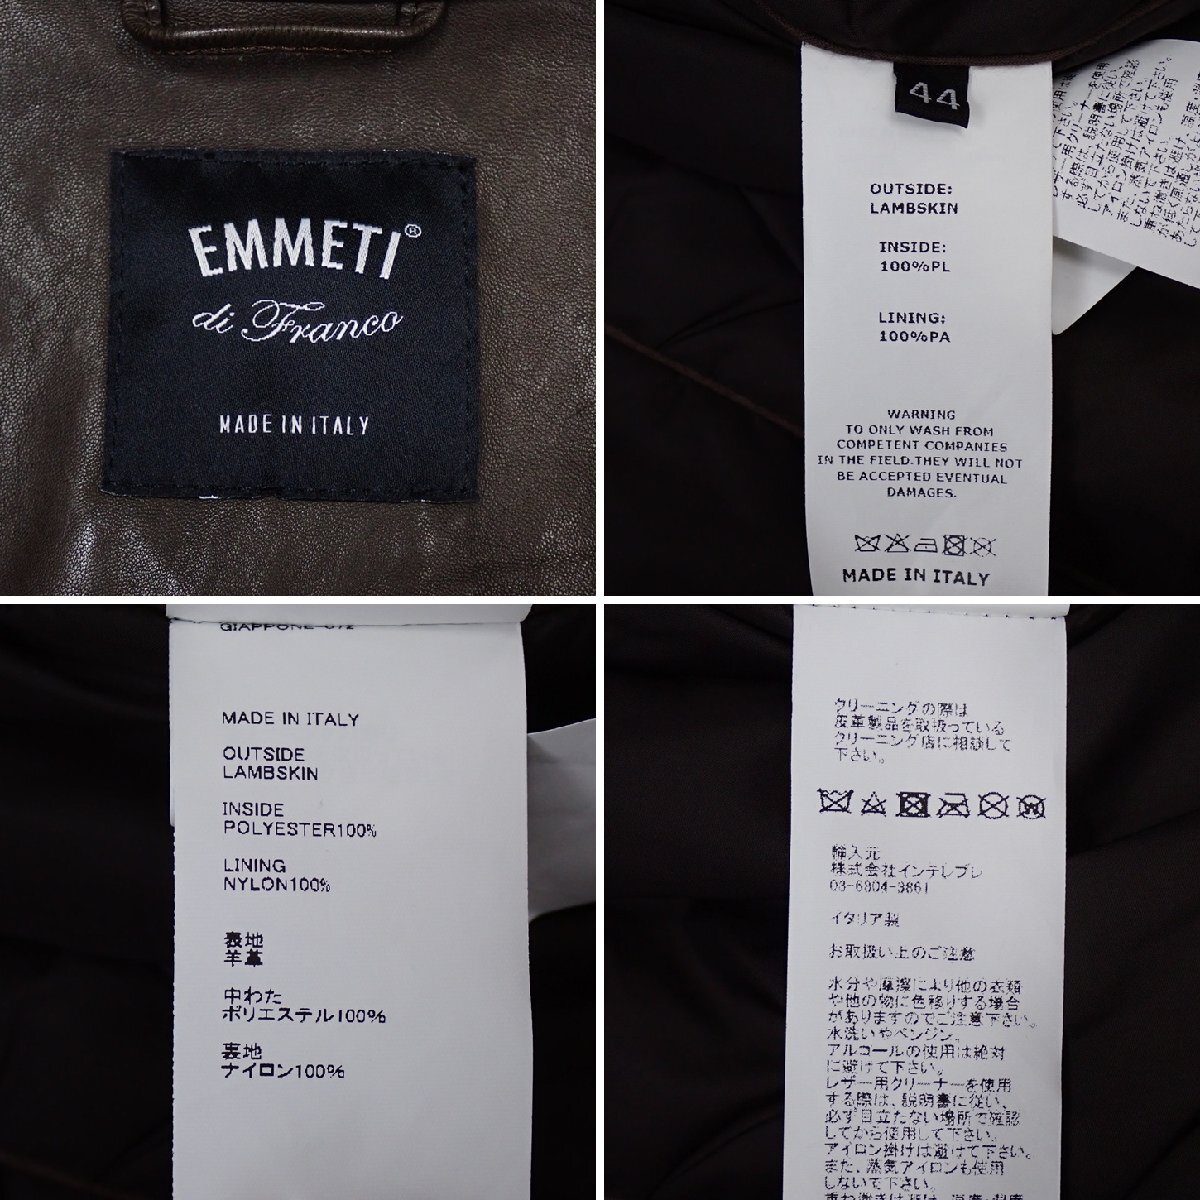 EMMETI®
di Franco
MADE IN ITALY
44
OUTSIDE:
LAMBSKIN
INSIDE:
100%PL
LINING:
100%PA
WARNING
TO ONLY WASH FROM
COMPETENT COMPANIES
IN THE FIELD.THEY WILL NOT
BE ACCEPTED EVENTUAL
DAMAGES.
MADE IN ITALY
MADE IN ITALY
OUTSIDE
LAMBSKIN
INSIDE
POLYESTER100%
LINING
NYLON100%
表地
羊革
中わた
ポリエステル100%
裏地
ナイロン100%
クリーニングの際は
皮革製品を取扱っている
クリーニング店に相談して
下さい。
輸入元
株式会社インテレプレ
03-6804-3861
イタリア製
お取扱い上のご注意
水分や摩擦により他の衣類
や他の物に色移りする場合
がありますのでご注意下さい。
水洗いやベンジン、
アルコールの使用は絶対
に避けて下さい。
レザー用クリーナーを使用
する際は、説明書に従い、
必ず目立たない場所で確認
してから使用して下さい。
アイロン掛けは避けて下さい。
また、蒸気アイロンも使用
しないで下さい。